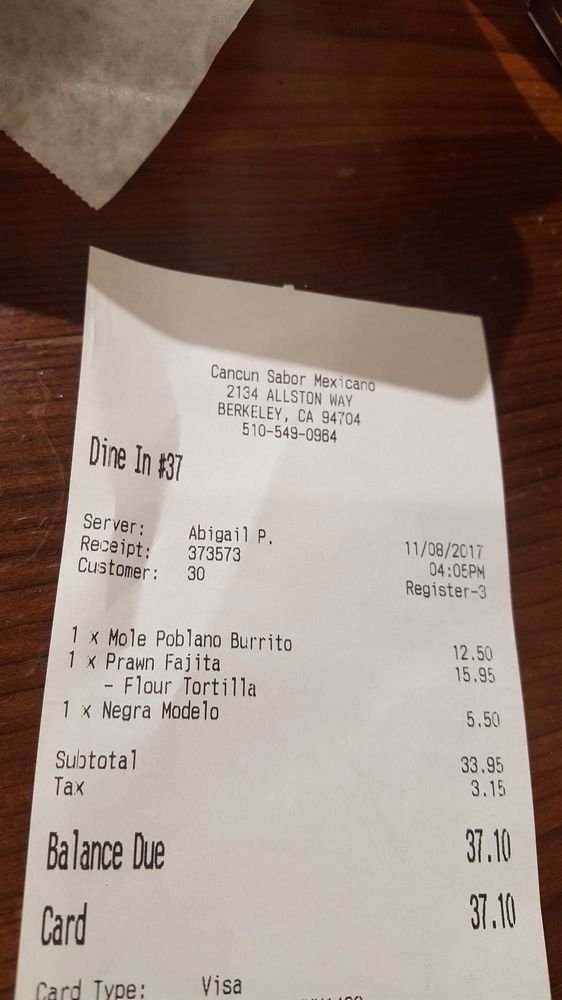 Cancun Sabor Mexicano
2134 ALLSTON WAY
BERKELEY, CA 94704
510-549-0964
Dine In #37
Server: Abigail P. 11/08/2017
Receipt: 373573 04:05PM
Customer: 30 Register-3
1 x Mole Poblano Burrito 12.50
1 x Prawn Fajita 15.95
- Flour Tortilla
1 x Negra Modelo 5.50
Subtotal 33.95
Tax 3.15
Balance Due 37.10
Card 37.10
Card Type: Visa